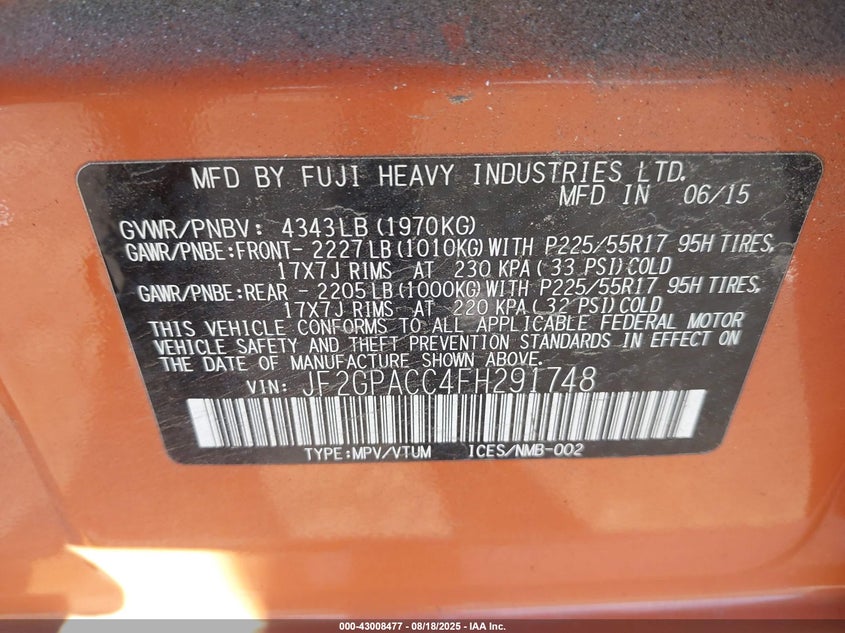 MFD BY FUJI HEAVY INDUSTRIES LTD.
MFD IN 06/15
GVWR/PNBV: 4343LB (1970KG)
GAWR/PNBE:FRONT- 2227LB (1010KG) WITH P225/55R17 95H TIRES,
17X7J RIMS AT 230 KPA ( 33 PSI) COLD
GAWR/PNBE:REAR - 2205LB (1000KG) WITH P225/55R17 95H TIRES,
17X7J RIMS AT 220 KPA ( 32 PSI) COLD
THIS VEHICLE CONFORMS TO ALL APPLICABLE FEDERAL MOTOR
VEHICLE SAFETY AND THEFT PREVENTION STANDARDS IN EFFECT ON
THE DATE OF MANUFACTURE SHOWN ABOVE.
VIN: JF2GPACC4FH291748
TYPE:MPV/VTUM ICES/NMB-002
000-43008477 - 08/18/2025 - IAA Inc.